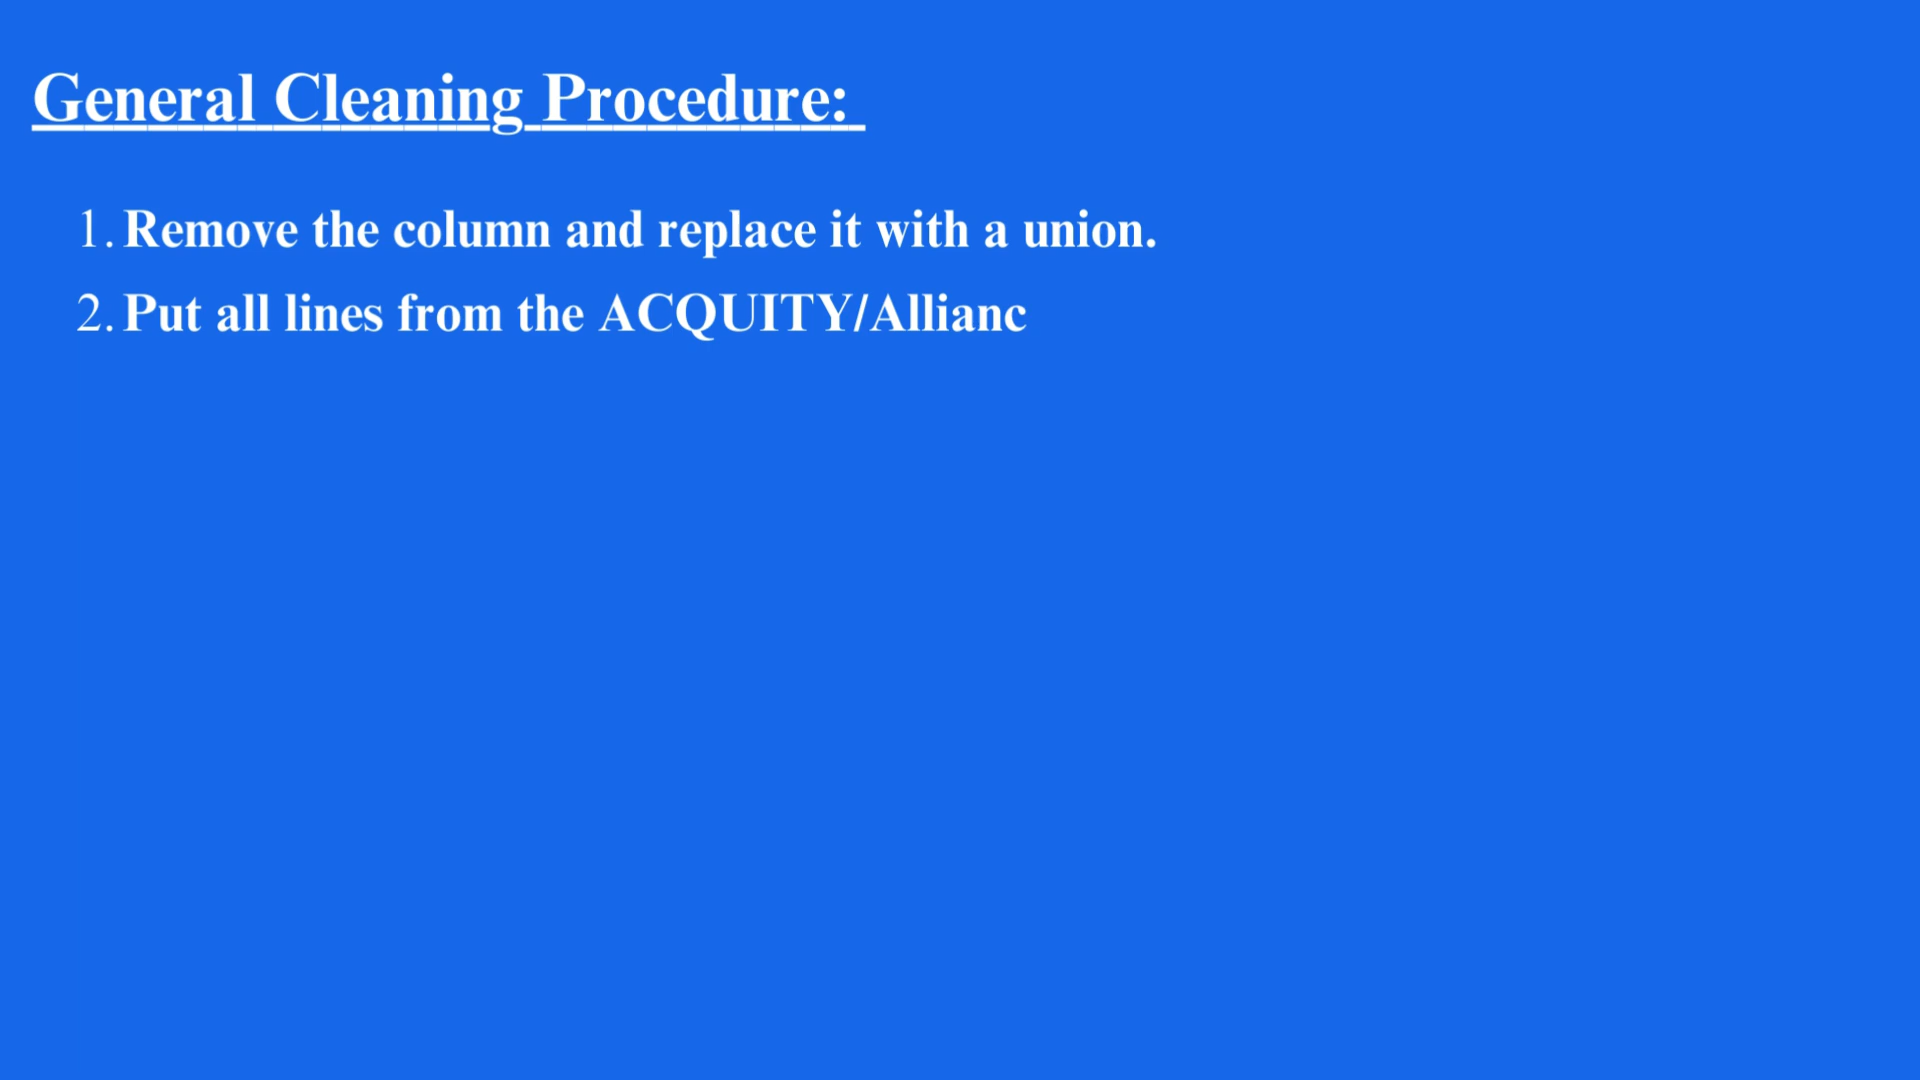 General Cleaning Procedure:
1. Remove the column and replace it with a union.
2. Put all lines from the ACQUITY/Allianc